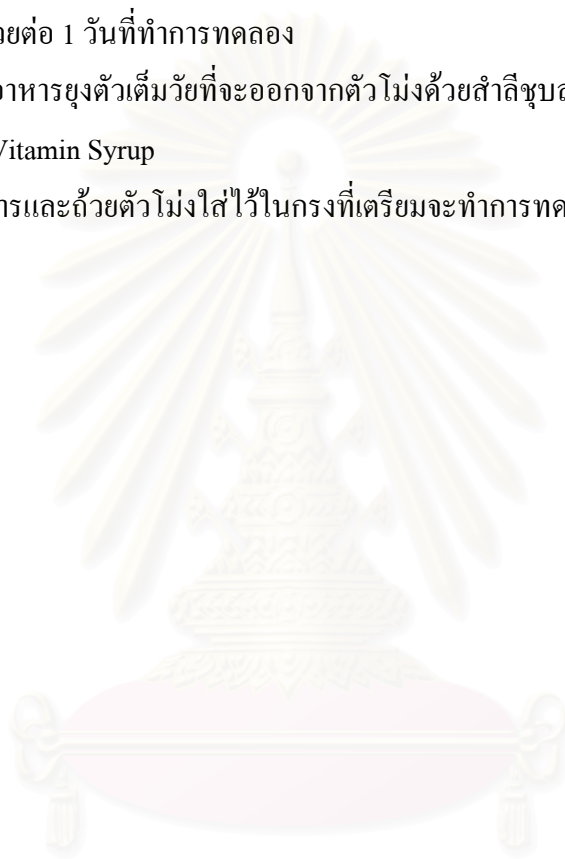 วยต่อ 1 วันที่ทำการทดลอง
อาหารยุงตัวเต็มวัยที่จะออกจากตัวโม่งด้วยสำลีชุบ
Vitamin Syrup
ารและถ้วยตัวโม่งใส่ไว้ในกรงที่เตรียมจะทำการทด